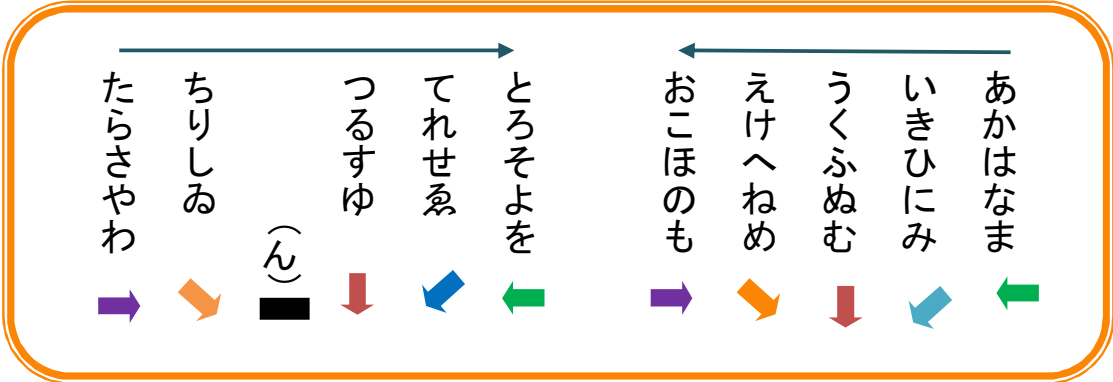 あかはなま
いきひにみ
うくふぬむ
えけへねめ
おこほのも
とろそよを
てれせゑ
つるすゆ
(ん)
ちりしゐ
たらさやわ